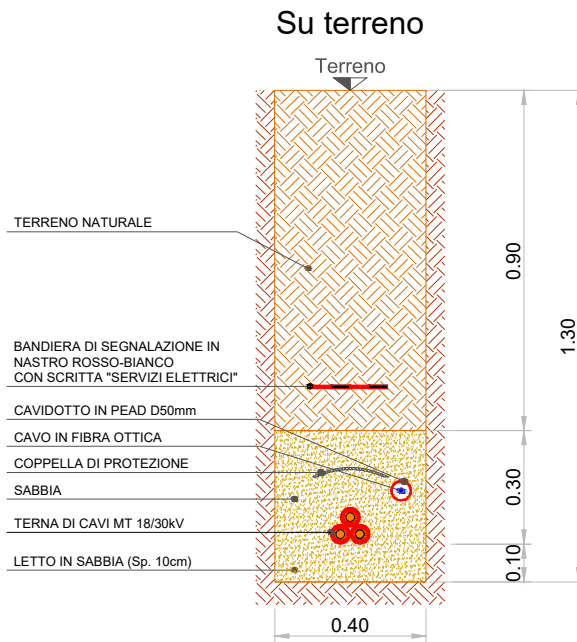 Su terreno
Terreno
TERRENO NATURALE
BANDIERA DI SEGNALAZIONE IN
NASTRO ROSSO-BIANCO
CON SCRITTA "SERVIZI ELETTRICI"
CAVIDOTTO IN PEAD D50mm
CAVO IN FIBRA OTTICA
COPPELLA DI PROTEZIONE
SABBIA
TERNA DI CAVI MT 18/30kV
LETTO IN SABBIA (Sp. 10cm)
0.90
1.30
0.30
0.10
0.40